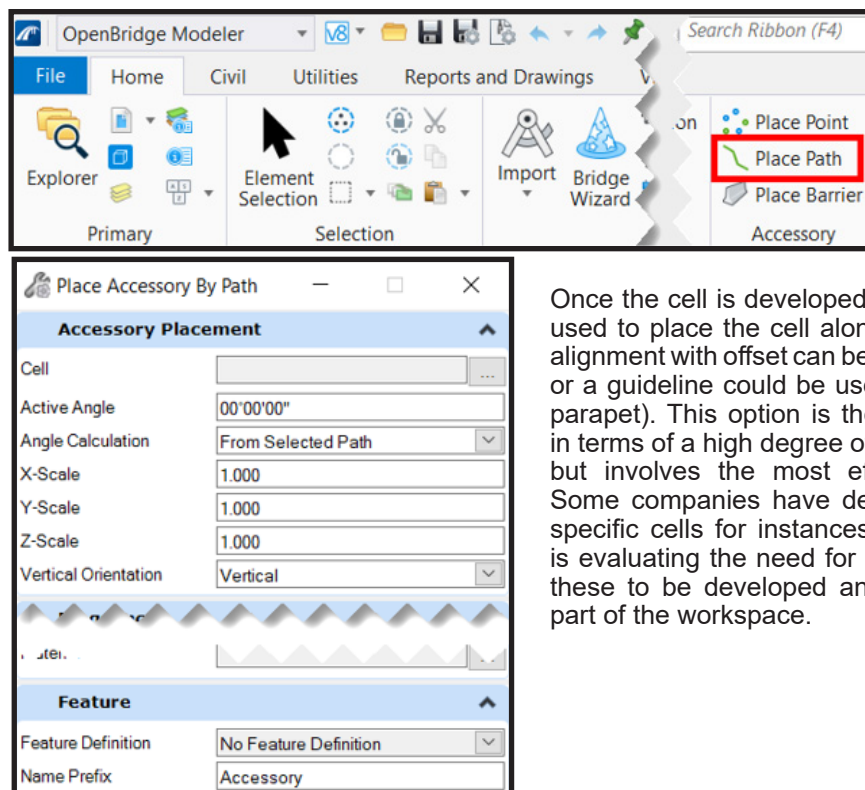 OpenBridge Modeler
V8
Search Ribbon (F4)
File Home Civil Utilities Reports and Drawings
Explorer
Element Selection
Import
Bridge Wizard
on
Place Point
Place Path
Place Barrier
Primary Selection Accessory
Place Accessory By Path
Accessory Placement
Cell ...
Active Angle 00°00'00"
Angle Calculation From Selected Path
X-Scale 1.000
Y-Scale 1.000
Z-Scale 1.000
Vertical Orientation Vertical
Feature
Feature Definition No Feature Definition
Name Prefix Accessory
Once the cell is developed
used to place the cell alon
alignment with offset can be
or a guideline could be us
parapet). This option is the
in terms of a high degree o
but involves the most ef
Some companies have de
specific cells for instances
is evaluating the need for
these to be developed an
part of the workspace.